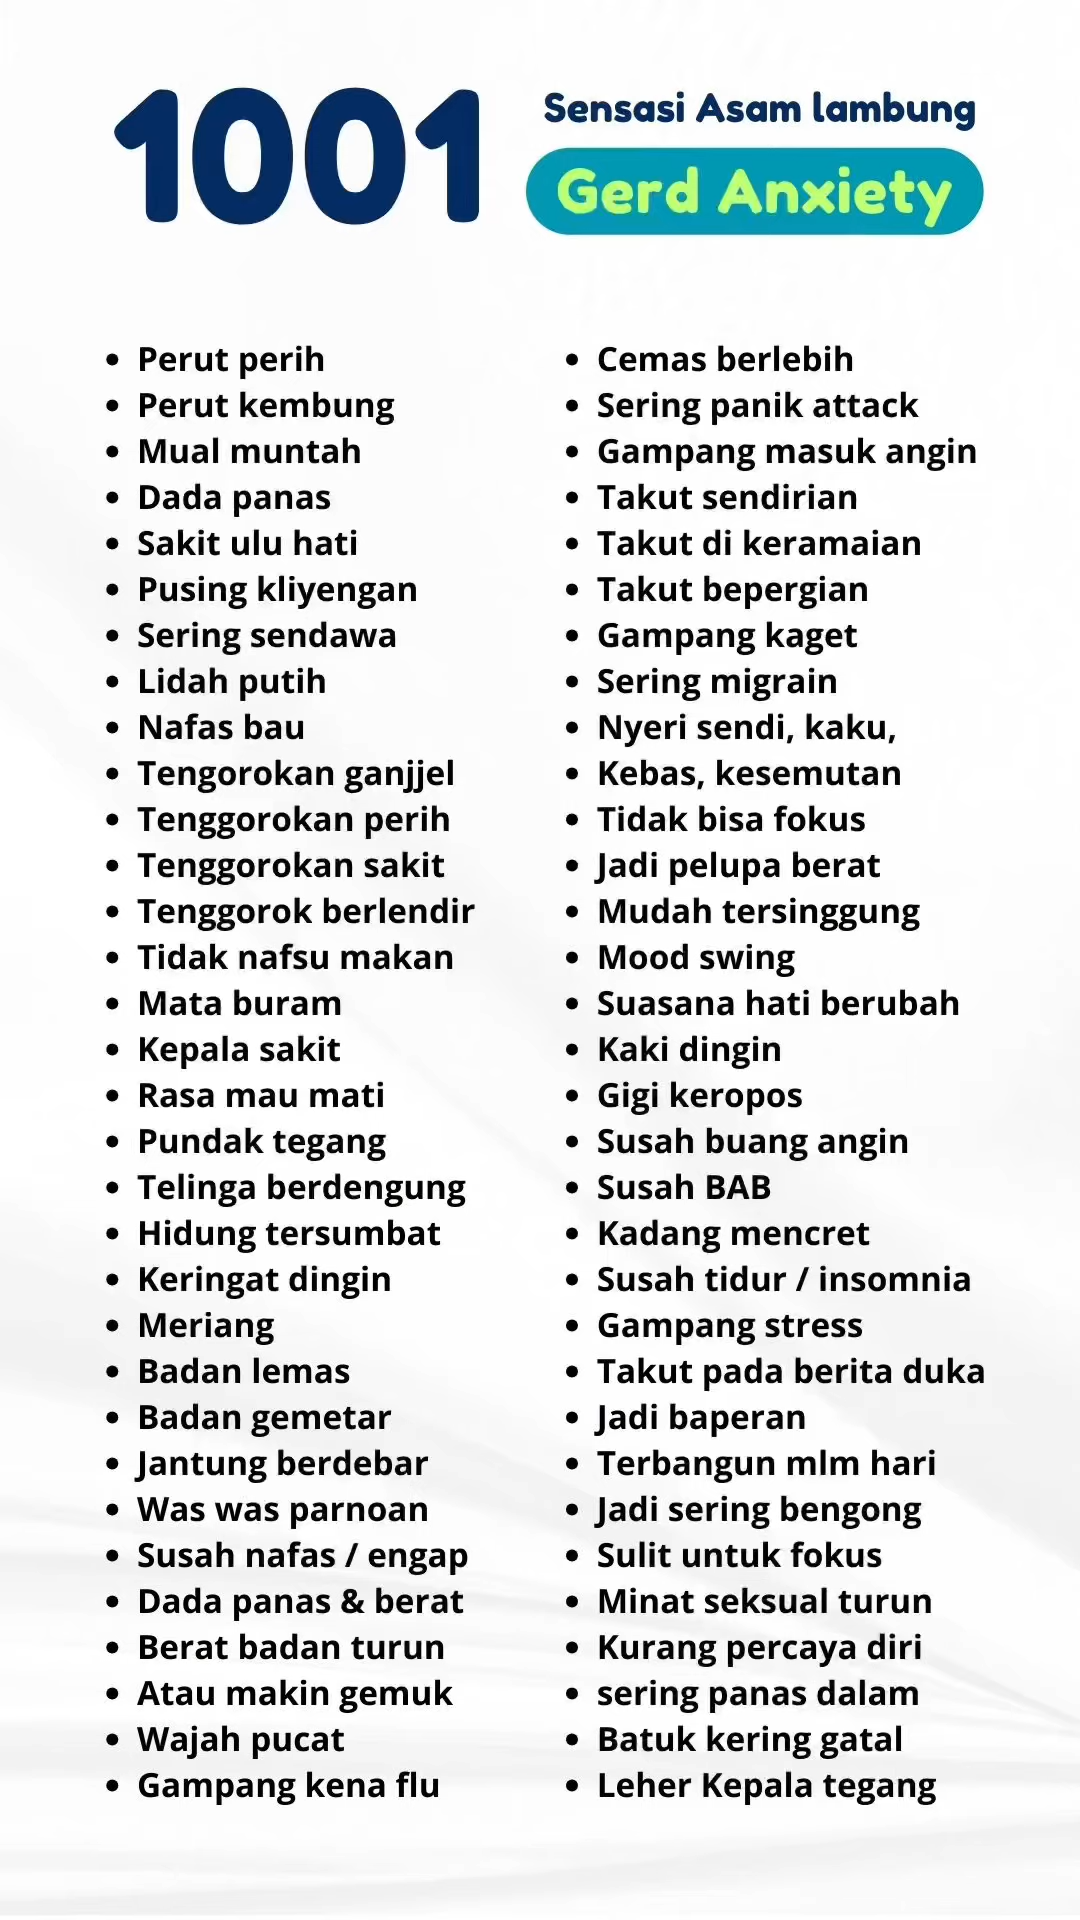 1001
Sensasi Asam lambung
Gerd Anxiety
• Perut perih
• Perut kembung
• Mual muntah
• Dada panas
• Sakit ulu hati
• Pusing kliyengan
• Sering sendawa
• Lidah putih
• Nafas bau
• Tengorokan ganjjel
• Tenggorokan perih
• Tenggorokan sakit
• Tenggorok berlendir
• Tidak nafsu makan
• Mata buram
• Kepala sakit
• Rasa mau mati
• Pundak tegang
• Telinga berdengung
• Hidung tersumbat
• Keringat dingin
• Meriang
• Badan lemas
• Badan gemetar
• Jantung berdebar
• Was was parnoan
• Susah nafas / engap
• Dada panas & berat
• Berat badan turun
• Atau makin gemuk
• Wajah pucat
• Gampang kena flu
• Cemas berlebih
• Sering panik attack
• Gampang masuk angin
• Takut sendirian
• Takut di keramaian
• Takut bepergian
• Gampang kaget
• Sering migrain
• Nyeri sendi, kaku,
• Kebas, kesemutan
• Tidak bisa fokus
• Jadi pelupa berat
• Mudah tersinggung
• Mood swing
• Suasana hati berubah
• Kaki dingin
• Gigi keropos
• Susah buang angin
• Susah BAB
• Kadang mencret
• Susah tidur / insomnia
• Gampang stress
• Takut pada berita duka
• Jadi baperan
• Terbangun mlm hari
• Jadi sering bengong
• Sulit untuk fokus
• Minat seksual turun
• Kurang percaya diri
• sering panas dalam
• Batuk kering gatal
• Leher Kepala tegang